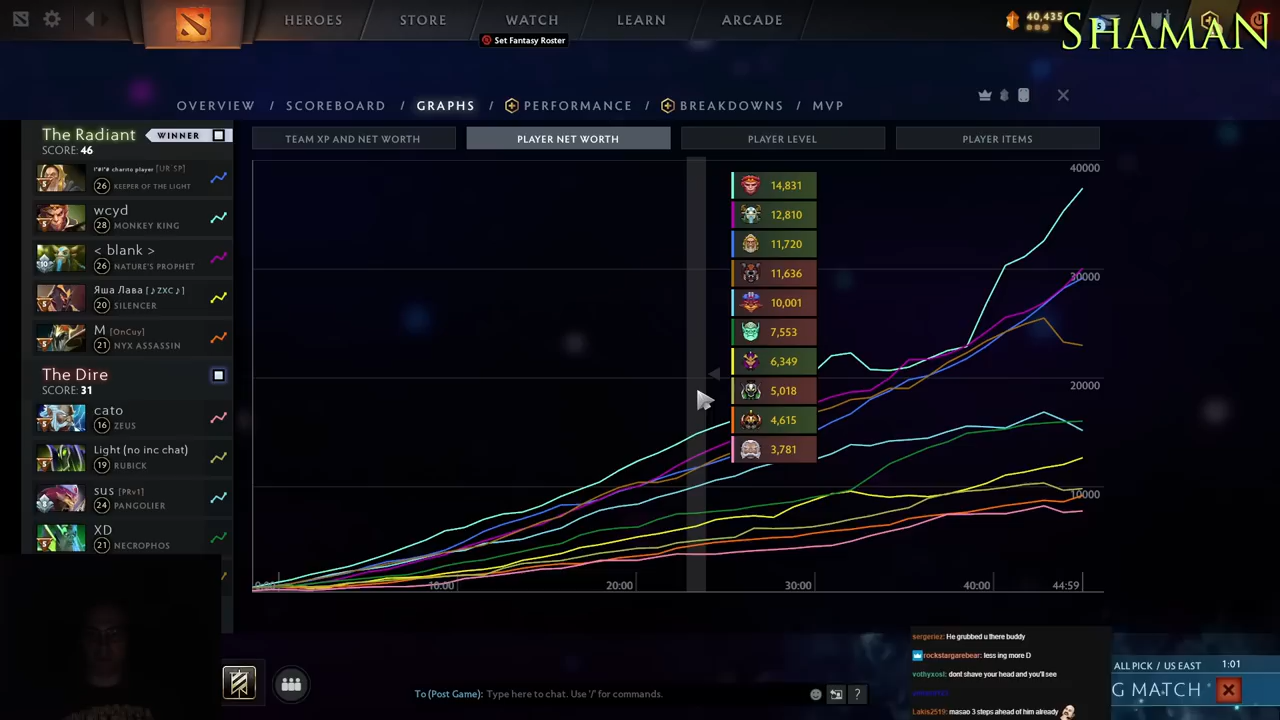 HEROES
STORE
WATCH
LEARN
ARCADE
40,435
SHAMAN
Set Fantasy Roster
OVERVIEW / SCOREBOARD / GRAPHS / PERFORMANCE / BREAKDOWNS / MVP
The Radiant
WINNER
SCORE: 46
TEAM XP AND NET WORTH
PLAYER NET WORTH
PLAYER LEVEL
PLAYER ITEMS
[UR`SP]
26 KEEPER OF THE LIGHT
wcyd
28 MONKEY KING
< blank >
26 NATURE'S PROPHET
Яша Лава [♪ZXC♪]
20 SILENCER
M [OnCuy]
21 NYX ASSASSIN
The Dire
SCORE: 31
cato
16 ZEUS
Light (no inc chat)
19 RUBICK
sus [PRv1]
24 PANGOLIER
XD
21 NECROPHOS
14,831
12,810
11,720
11,636
10,001
7,553
6,349
5,018
4,615
3,781
40000
30000
20000
10000
0:00
10:00
20:00
30:00
40:00
44:59
To (Post Game): Type here to chat. Use '/' for commands.
?
sergeriez: He grubbed u there buddy
rockstargarebear: less ing more D
vothyxosi: dont shave your head and you'll see
Lakis2519: masao 3 steps ahead of him already
ALL PICK / US EAST 1:01
G MATCH